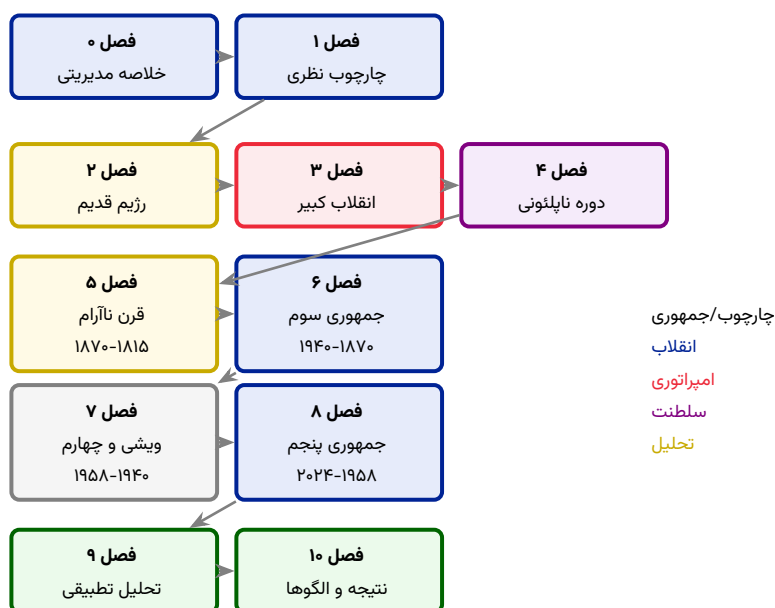 فصل ۰
خلاصه مدیریتی
فصل ۱
چارچوب نظری
فصل ۲
رژیم قدیم
فصل ۳
انقلاب کبیر
فصل ۴
دوره ناپلئونی
فصل ۵
قرن ناآرام
۱۸۱۵-۱۸۷۰
فصل ۶
جمهوری سوم
۱۸۷۰-۱۹۴۰
فصل ۷
ویشی و چهارم
۱۹۴۰-۱۹۵۸
فصل ۸
جمهوری پنجم
۱۹۵۸-۲۰۲۴
فصل ۹
تحلیل تطبیقی
فصل ۱۰
نتیجه و الگوها
چارچوب/جمهوری
انقلاب
امپراتوری
سلطنت
تحلیل